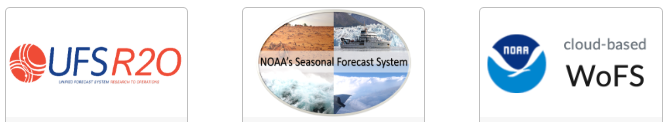 UFS R2O
UNIFIED FORECAST SYSTEM RESEARCH TO OPERATIONS
NOAA's Seasonal Forecast System
NOAA
cloud-based
WoFS